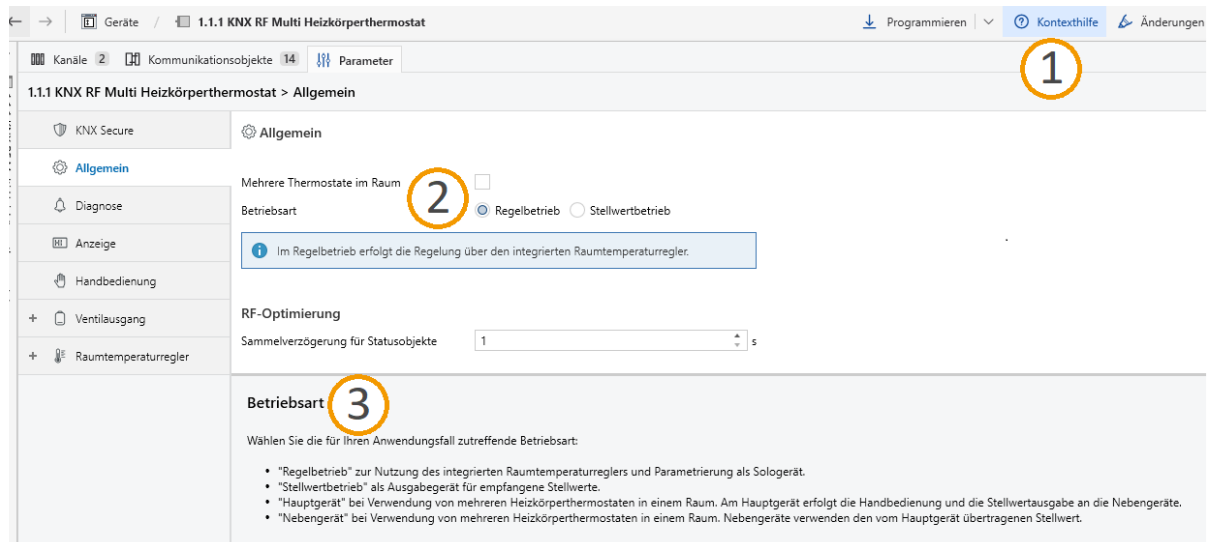 Geräte / 1.1.1 KNX RF Multi Heizkörperthermostat Programmieren Kontexthilfe Änderungen
1
Kanäle 2 Kommunikationsobjekte 14 Parameter
1.1.1 KNX RF Multi Heizkörperthermostat > Allgemein
KNX Secure
Allgemein
Diagnose
Anzeige
Handbedienung
+ Ventilausgang
+ Raumtemperaturregler
Allgemein
Mehrere Thermostate im Raum
2
Betriebsart Regelbetrieb Stellwertbetrieb
Im Regelbetrieb erfolgt die Regelung über den integrierten Raumtemperaturregler.
RF-Optimierung
Sammelverzögerung für Statusobjekte 1 s
Betriebsart 3
Wählen Sie die für Ihren Anwendungsfall zutreffende Betriebsart:
• "Regelbetrieb" zur Nutzung des integrierten Raumtemperaturreglers und Parametrierung als Sologerät.
• "Stellwertbetrieb" als Ausgabegerät für empfangene Stellwerte.
• "Hauptgerät" bei Verwendung von mehreren Heizkörperthermostaten in einem Raum. Am Hauptgerät erfolgt die Handbedienung und die Stellwertausgabe an die Nebengeräte.
• "Nebengerät" bei Verwendung von mehreren Heizkörperthermostaten in einem Raum. Nebengeräte verwenden den vom Hauptgerät übertragenen Stellwert.